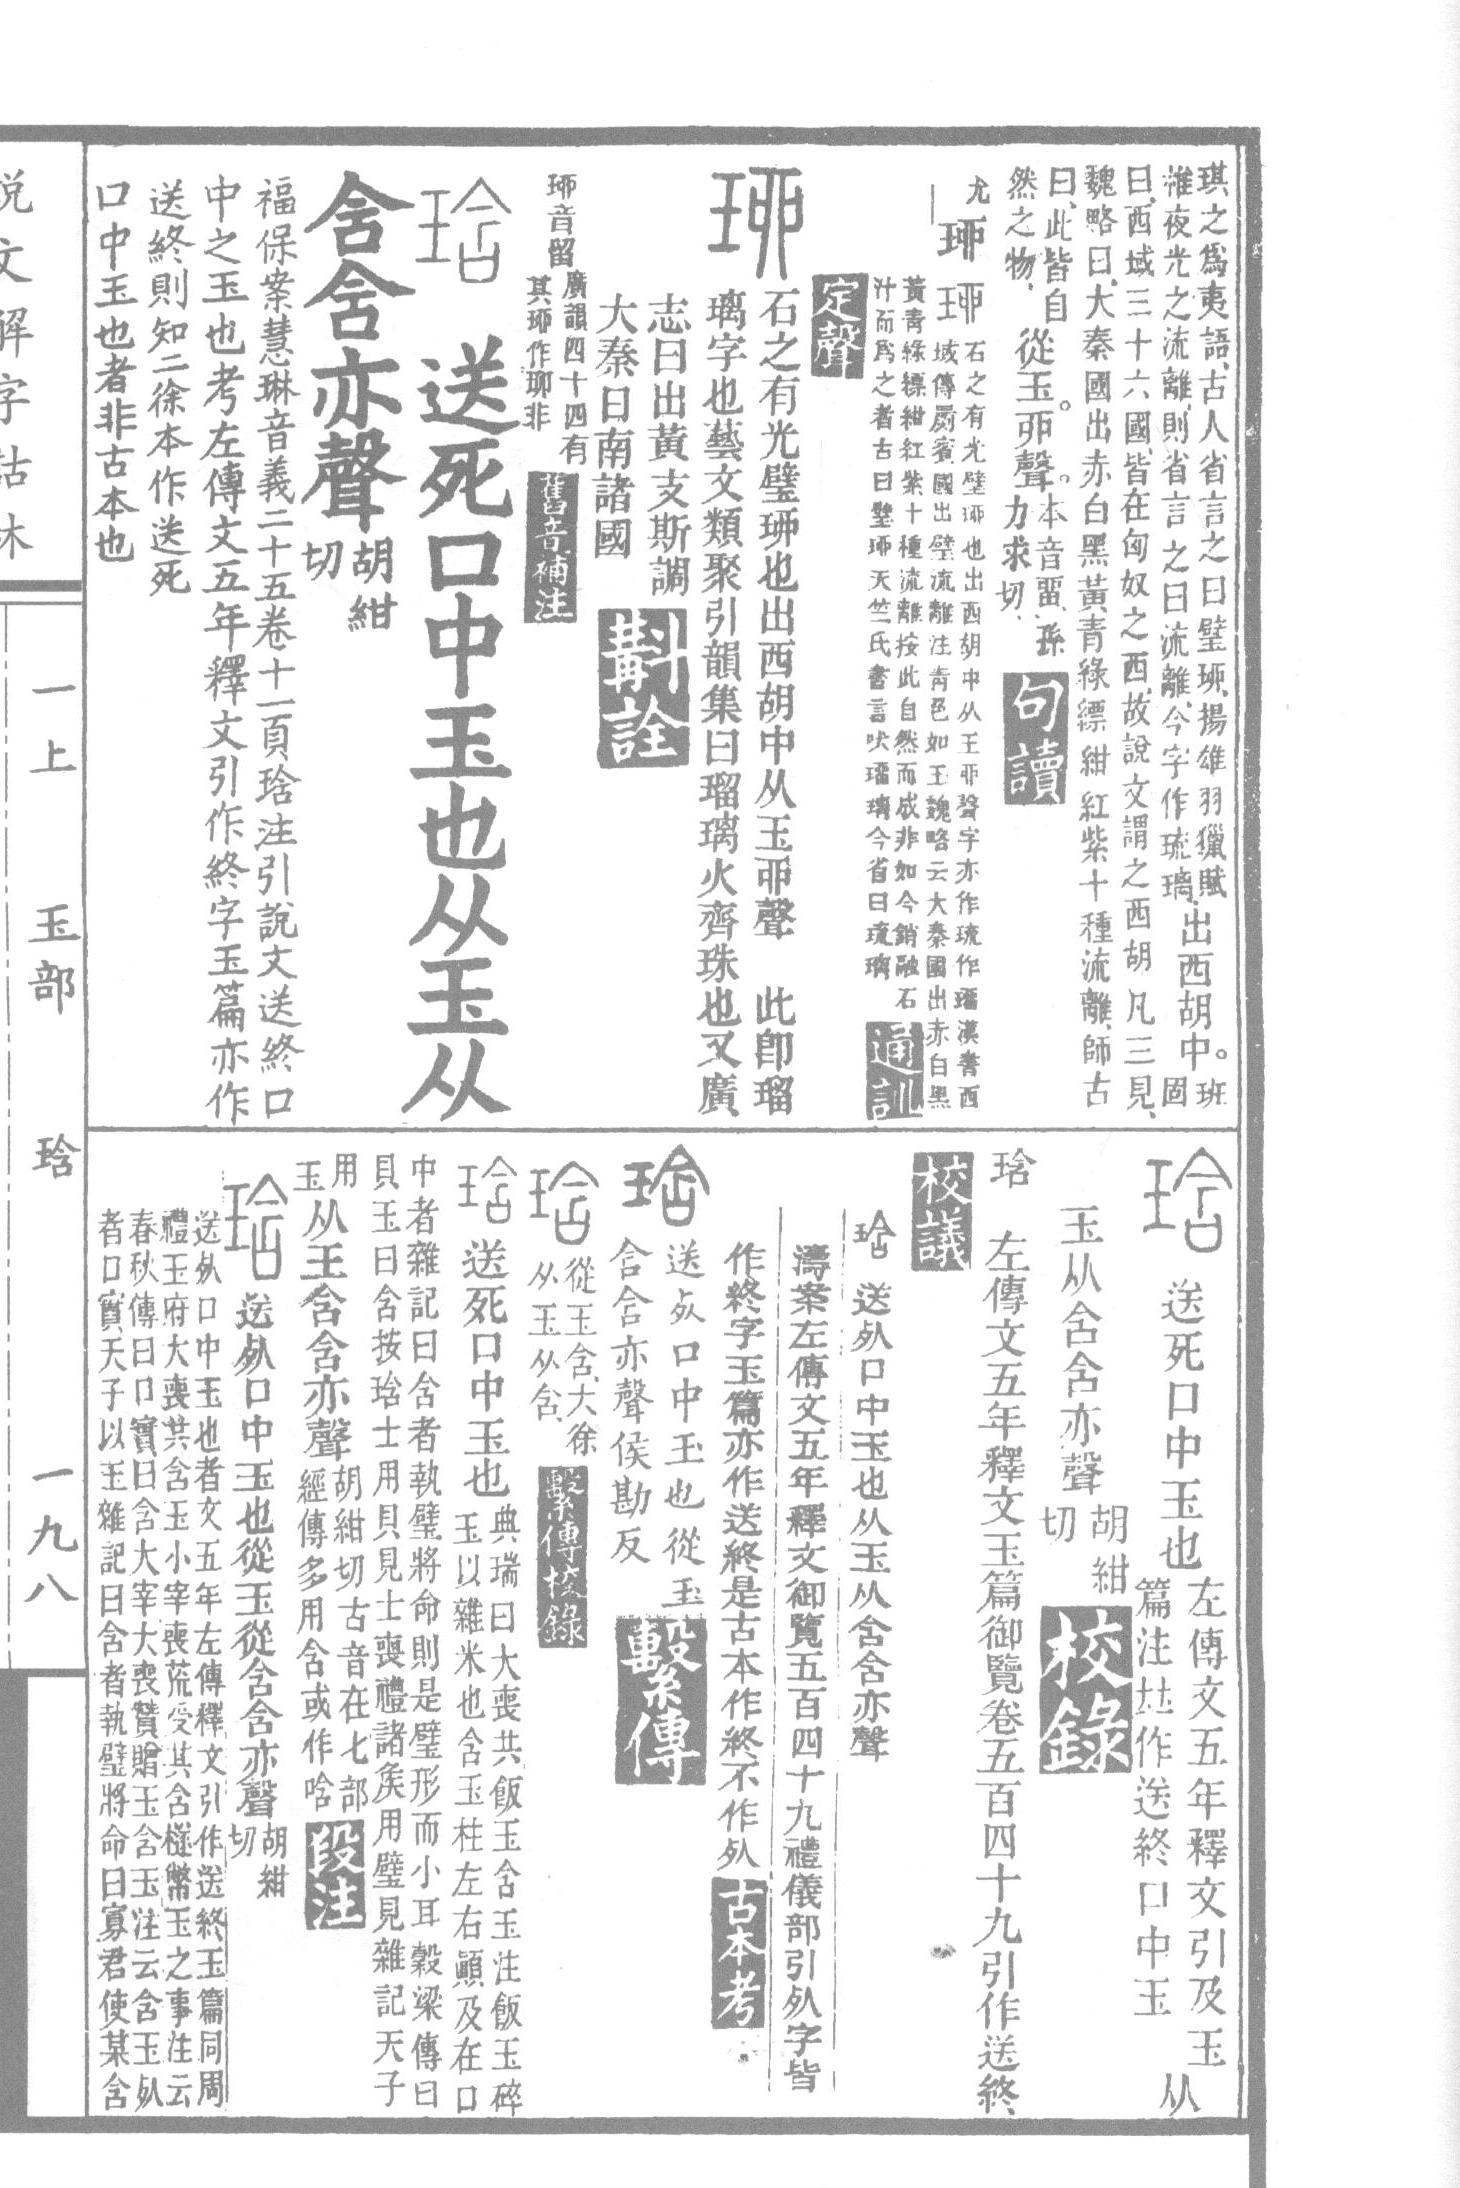 琪之爲夷語古人省言之曰璧㻉揚雄羽獵賦
灕夜光之流離則省言之曰流離今字作琉璃出西胡中。班固
曰西域三十六國皆在匈奴之西故說文謂之西胡凡三見
魏略曰大秦國出赤白黑黃青綠縹紺紅紫十種流離師古
曰此皆自
然之物
從玉。丣聲。本音畱孫
力求切
句讀
石之有光璧㻉也出西胡中从王丣聲字亦作琉作瑠漢書西
域傳罽賓國出璧流離注青色如玉魏略云大秦國出赤白黑
黃青綠縹紺紅紫十種流離按此自然而成非如今銷融石
汁而爲之者古曰璧㻉天竺氏書言吠瑠璃今省曰琉璃
通訓
定聲
石之有光璧㻉也出西胡中从玉丣聲 此卽瑠
璃字也藝文類聚引韻集曰瑠璃火齊珠也又廣
志曰出黃支斯調
大秦日南諸國
斠詮
㻉音留
廣韻四十四有
其㻉作珋非
舊音補注
琀
送死口中玉也从玉从
含含亦聲
胡紺
切
福保案慧琳音義二十五卷十一頁琀注引說文送終口
中之玉也考左傳文五年釋文引作終字玉篇亦作
送終則知二徐本作送死
口中玉也者非古本也
琀
送死口中玉也
左傳文五年釋文引及玉
篇注𠀤作送終口中玉
从
玉从含含亦聲
胡紺
切
校錄
琀
左傳文五年釋文玉篇御覽卷五百四十九引作送終
校議
琀 送𣦸口中玉也从玉从含含亦聲
濤案左傳文五年釋文御覽五百四十九禮儀部引𣦸字皆
作終字玉篇亦作送終是古本作終不作𣦸
古本考
琀
送𣦸口中玉也從玉
含含亦聲侯勘反
繫傳
琀
從玉含大徐
从玉从含
繫傳校錄
琀
送死口中玉也
典瑞曰大喪共飯玉含玉注飯玉碎
玉以雜米也含玉柱左右顚及在口
中者雜記曰含者執璧將命則是璧形而小耳穀梁傳曰
貝玉曰含按琀士用貝見士喪禮諸矦用璧見雜記天子
用
玉
从王含含亦聲
胡紺切古音在七部
經傳多用含或作唅
段注
琀
送𣦸口中玉也從玉從含含亦聲
胡紺
切
送𣦸口中玉也者文五年左傳釋文引作送終玉篇同周
禮玉府大喪共含玉小宰喪荒受其含襚幣玉之事注云
春秋傳曰口實曰含大宰大喪贊贈玉含玉注云含玉𣦸
者口實天子以玉雜記曰含者執璧將命曰寡君使某含
說文解字詁林
一上
玉部
琀
一九八